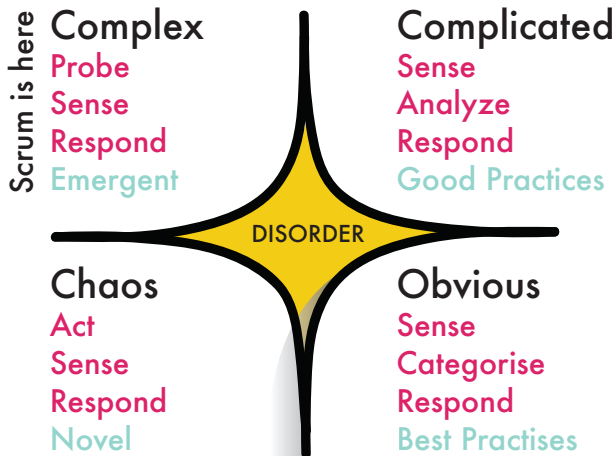 Scrum is here
Complex
Probe
Sense
Respond
Emergent
Complicated
Sense
Analyze
Respond
Good Practices
DISORDER
Chaos
Act
Sense
Respond
Novel
Obvious
Sense
Categorise
Respond
Best Practises